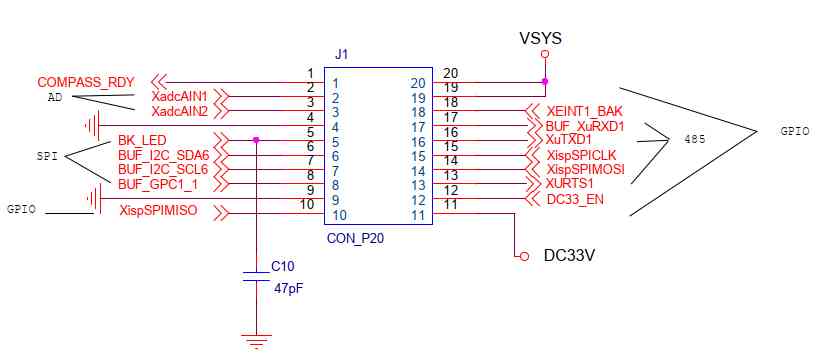 VSYS
J1
COMPASS_RDY 1 1 20 20
AD XadcAIN1 2 2 19 19
XadcAIN2 3 3 18 18 XEINT1_BAK
4 4 17 17 BUF_XuRXD1
BK_LED 5 5 16 16 XuTXD1 485 GPIO
SPI BUF_I2C_SDA6 6 6 15 15 XispSPICLK
BUF_I2C_SCL6 7 7 14 14 XispSPIMOSI
BUF_GPC1_1 8 8 13 13 XURTS1
9 9 12 12 DC33_EN
GPIO XispSPIMISO 10 10 11 11
CON_P20
DC33V
C10
47pF